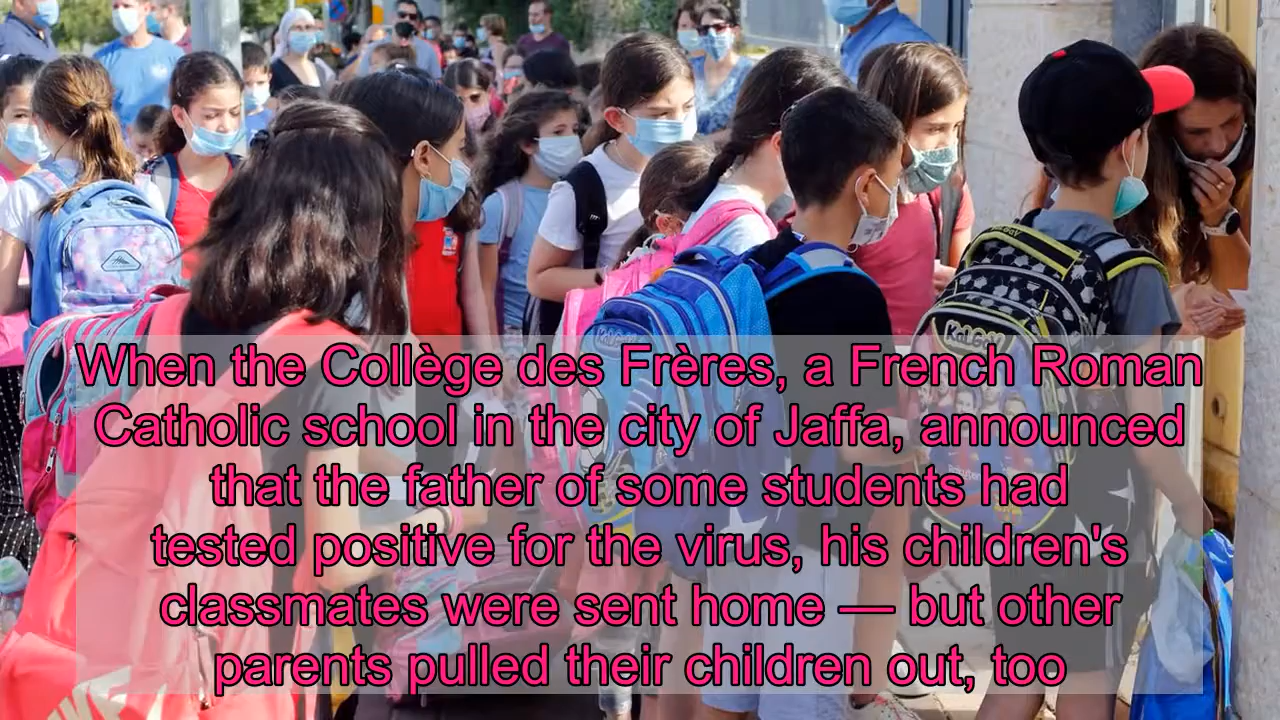 When the Collège des Frères, a French Roman
Catholic school in the city of Jaffa, announced
that the father of some students had
tested positive for the virus, his children's
classmates were sent home — but other
parents pulled their children out, too